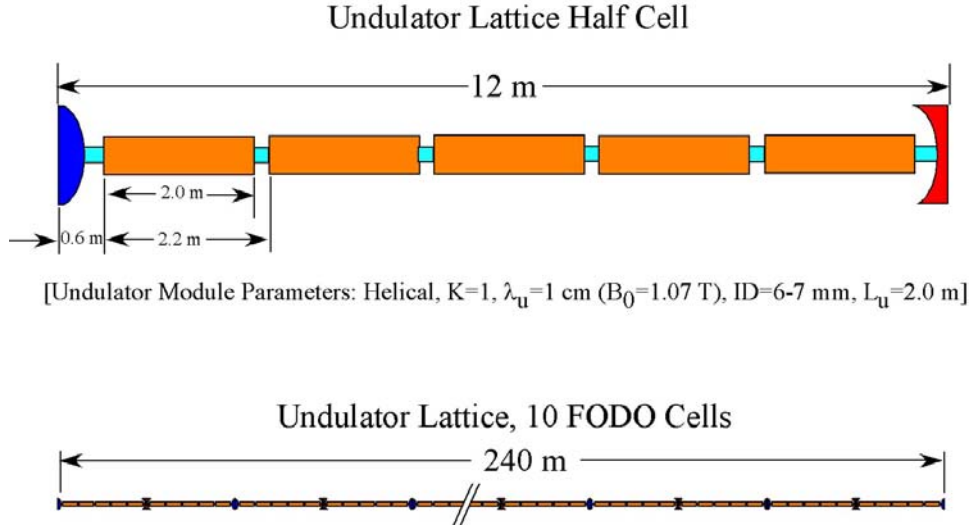 Undulator Lattice Half Cell
12 m
2.0 m
0.6 m
2.2 m
[Undulator Module Parameters: Helical, K=1, λu=1 cm (B0=1.07 T), ID=6-7 mm, Lu=2.0 m]
Undulator Lattice, 10 FODO Cells
240 m